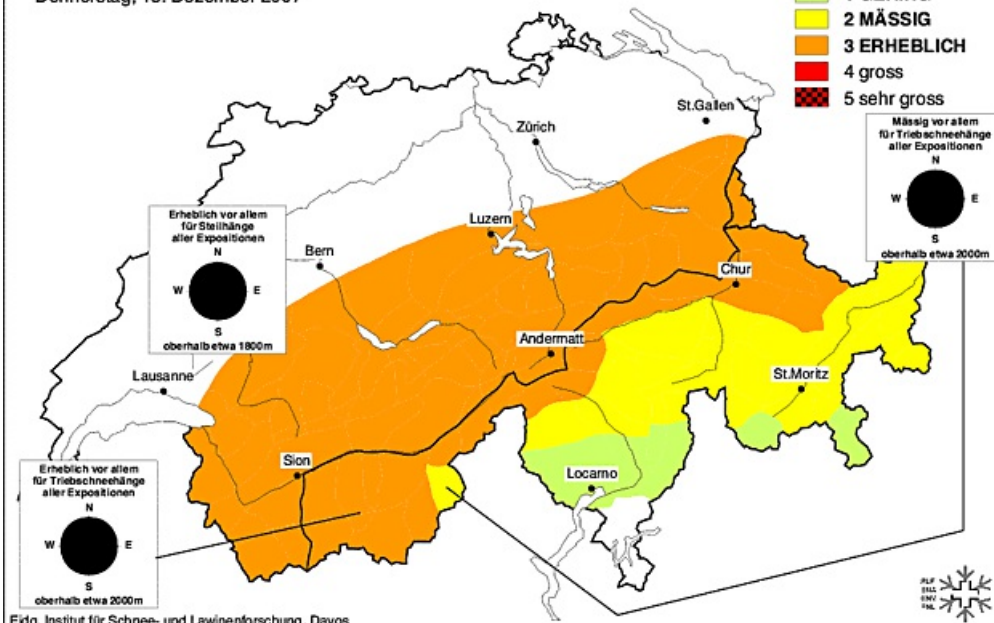 2 MÄSSIG
3 ERHEBLICH
4 gross
5 sehr gross
St.Gallen
Zürich
Mässig vor allem
für Triebschneehänge
aller Expositionen
N
W E
S
oberhalb etwa 2000m
Erheblich vor allem
für Steilhänge
aller Expositionen
N
W E
S
oberhalb etwa 1800m
Luzern
Bern
Chur
Andermatt
Lausanne
St.Moritz
Sion
Locarno
Erheblich vor allem
für Triebschneehänge
aller Expositionen
N
W E
S
oberhalb etwa 2000m
Eidg. Institut für Schnee- und Lawinenforschung, Davos